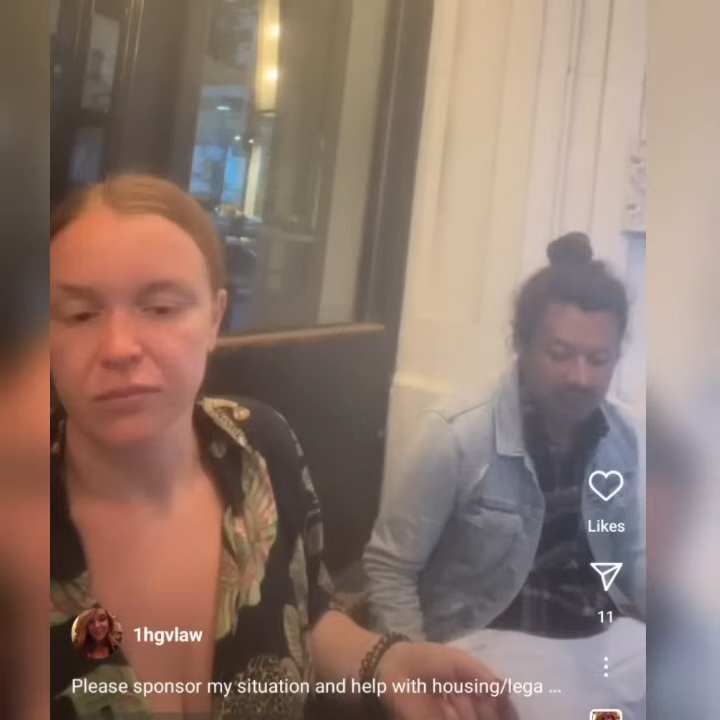 Likes
11
1hgvlaw
Please sponsor my situation and help with housing/lega ...